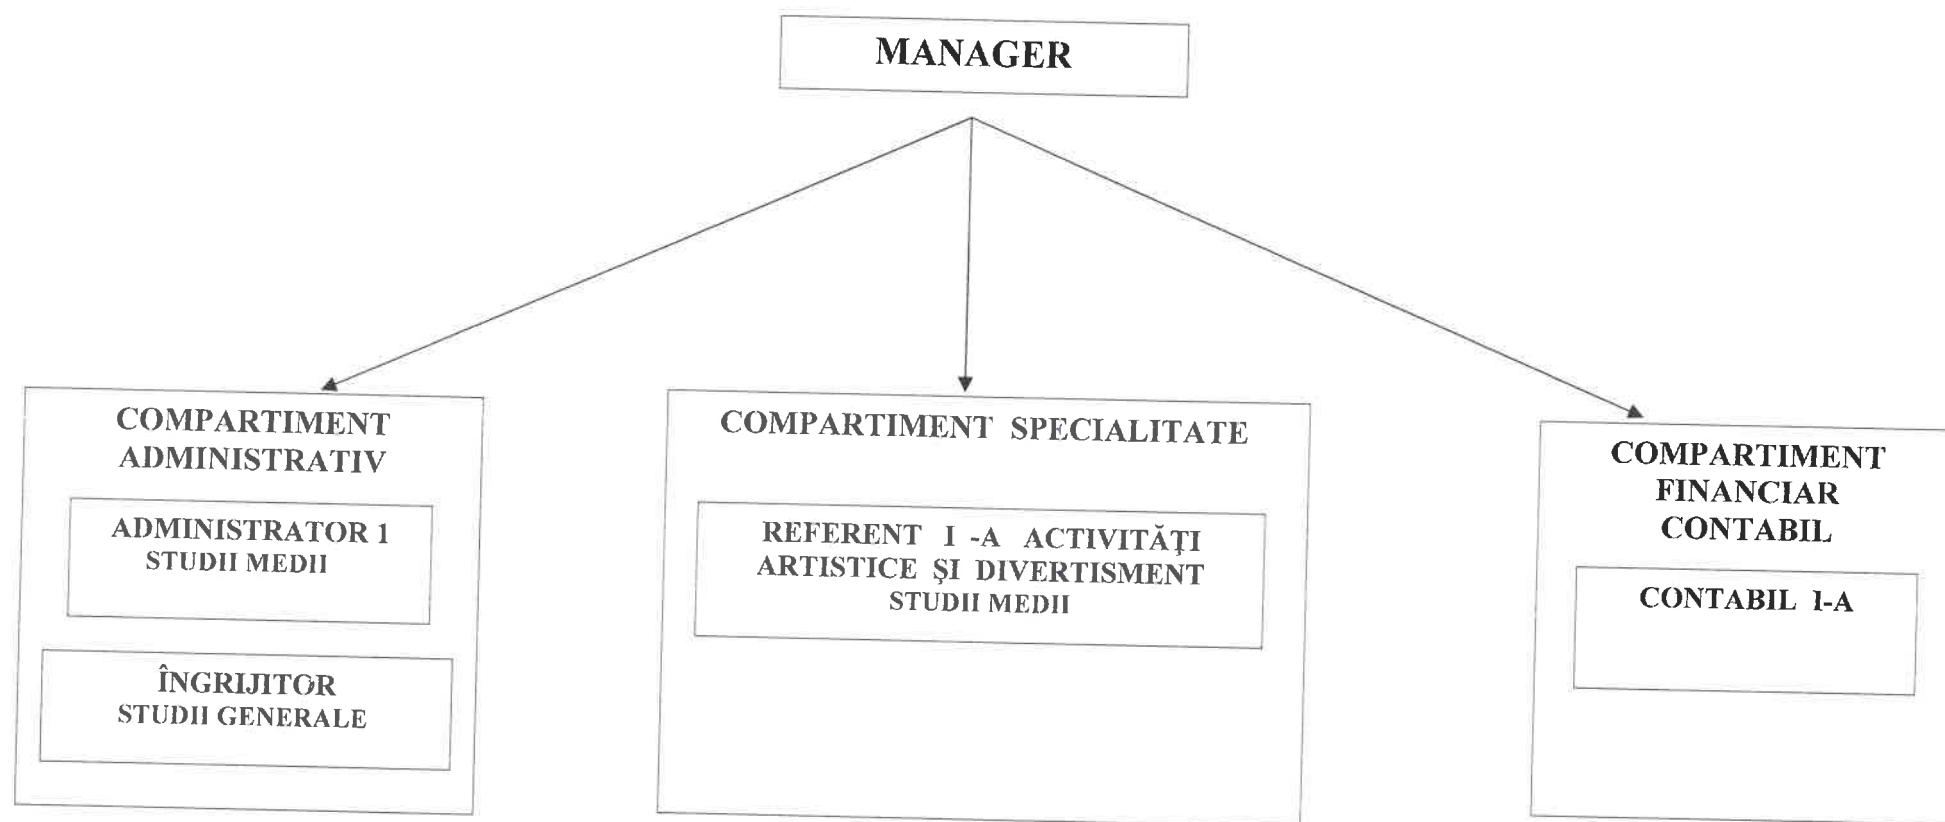 MANAGER
COMPARTIMENT
ADMINISTRATIV
ADMINISTRATOR 1
STUDII MEDII
ÎNGRIJITOR
STUDII GENERALE
COMPARTIMENT SPECIALITATE
REFERENT I -A ACTIVITĂŢI
ARTISTICE ŞI DIVERTISMENT
STUDII MEDII
COMPARTIMENT
FINANCIAR
CONTABIL
CONTABIL I-A